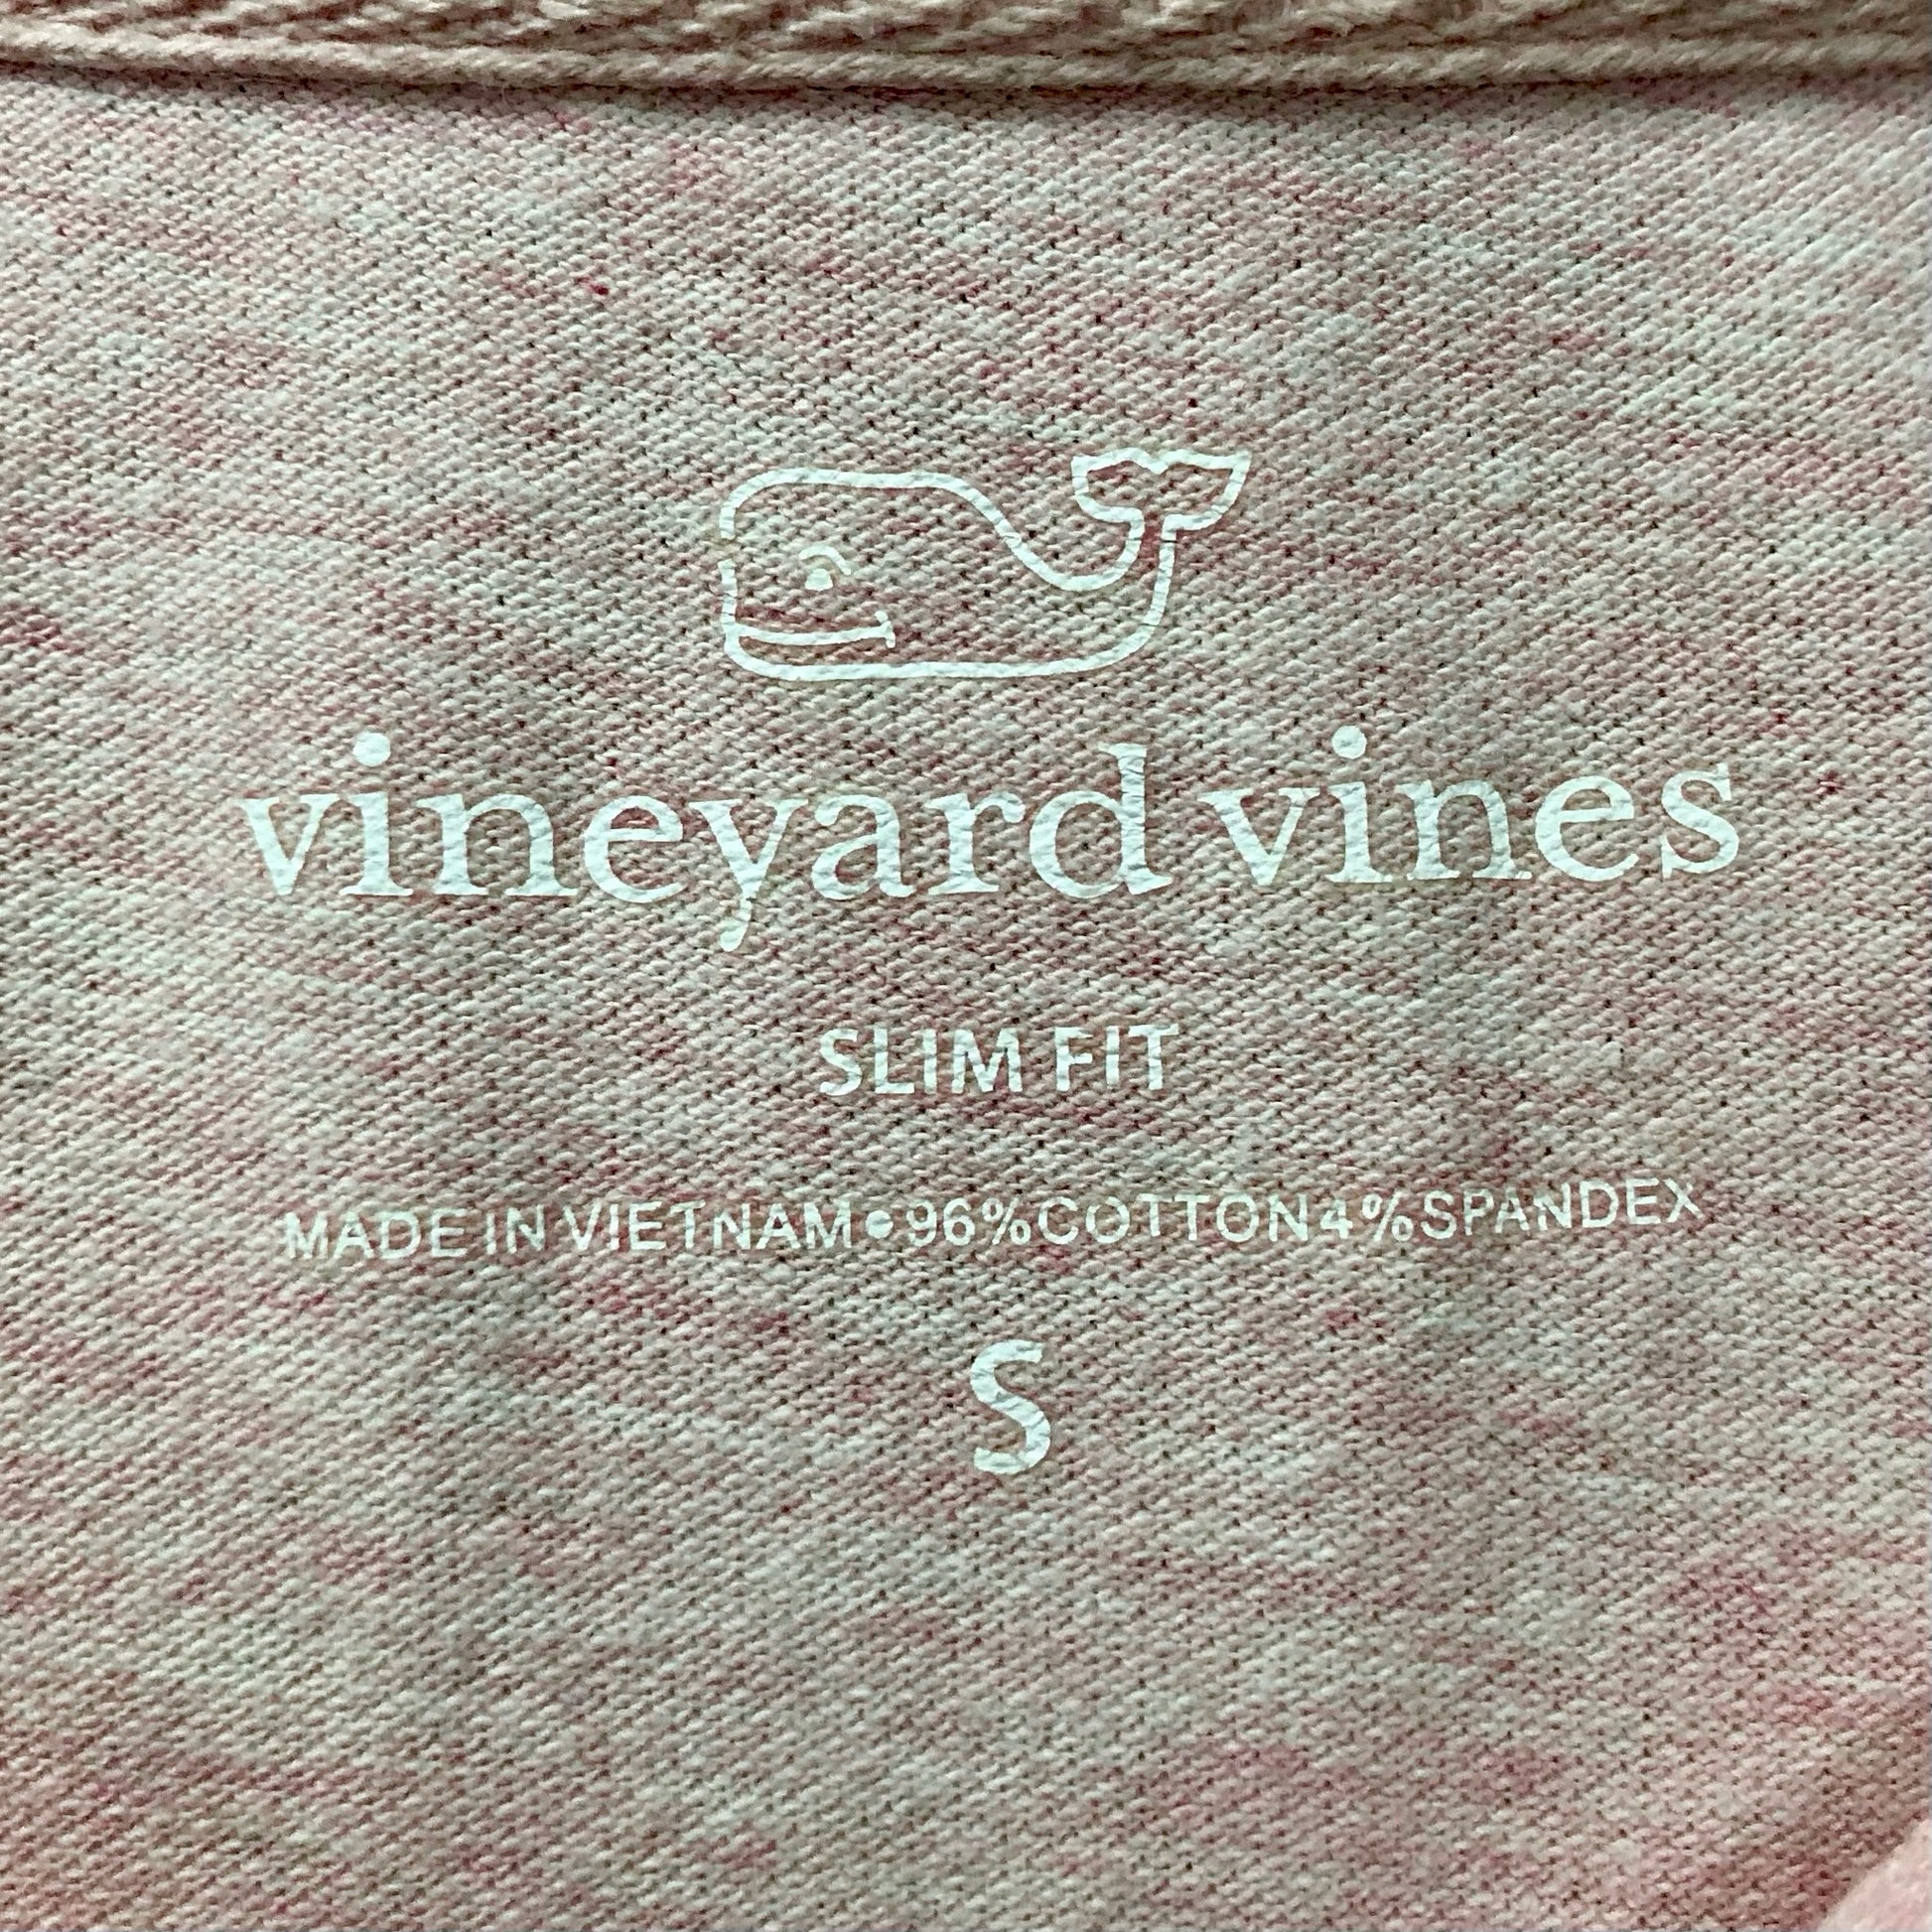 vineyard vines
SLIM FIT
MADE IN VIETNAM•96%COTTON4%SPANDEX
S